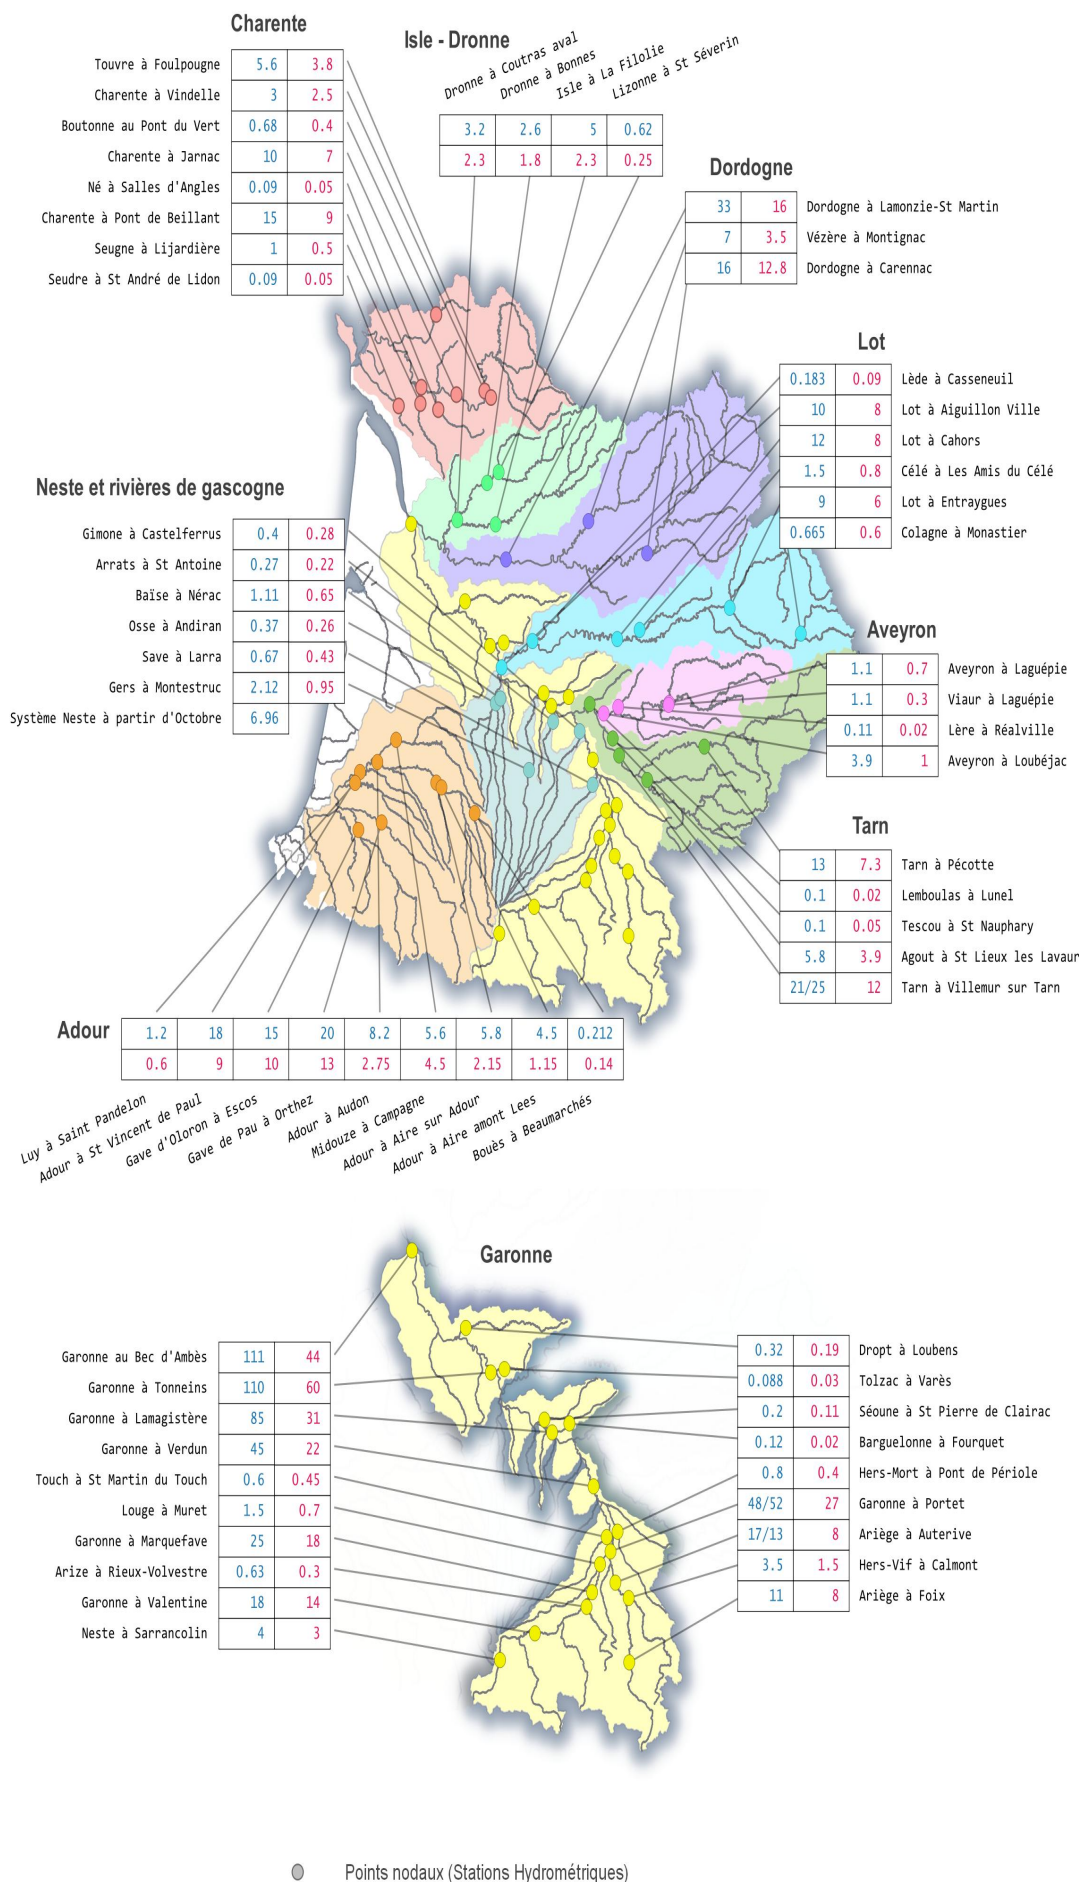 Charente
Touvre à Foulpougne 5.6 3.8
Charente à Vindelle 3 2.5
Boutonne au Pont du Vert 0.68 0.4
Charente à Jarnac 10 7
Né à Salles d'Angles 0.09 0.05
Charente à Pont de Beillant 15 9
Seugne à Lijardière 1 0.5
Seudre à St André de Lidon 0.09 0.05
Isle - Dronne
Dronne à Coutras aval
Dronne à Bonnes
Isle à La Filolie
Lizonne à St Séverin
3.2 2.6 5 0.62
2.3 1.8 2.3 0.25
Dordogne
33 16 Dordogne à Lamonzie-St Martin
7 3.5 Vézère à Montignac
16 12.8 Dordogne à Carennac
Lot
0.183 0.09 Lède à Casseneuil
10 8 Lot à Aiguillon Ville
12 8 Lot à Cahors
1.5 0.8 Célé à Les Amis du Célé
9 6 Lot à Entraygues
0.665 0.6 Colagne à Monastier
Neste et rivières de gascogne
Gimone à Castelferrus 0.4 0.28
Arrats à St Antoine 0.27 0.22
Baïse à Nérac 1.11 0.65
Osse à Andiran 0.37 0.26
Save à Larra 0.67 0.43
Gers à Montestruc 2.12 0.95
Système Neste à partir d'Octobre 6.96
Aveyron
1.1 0.7 Aveyron à Laguépie
1.1 0.3 Viaur à Laguépie
0.11 0.02 Lère à Réalville
3.9 1 Aveyron à Loubéjac
Tarn
13 7.3 Tarn à Pécotte
0.1 0.02 Lemboulas à Lunel
0.1 0.05 Tescou à St Nauphary
5.8 3.9 Agout à St Lieux les Lavaur
21/25 12 Tarn à Villemur sur Tarn
Adour
1.2 18 15 20 8.2 5.6 5.8 4.5 0.212
0.6 9 10 13 2.75 4.5 2.15 1.15 0.14
Luy à Saint Pandelon
Adour à St Vincent de Paul
Gave d'Oloron à Escos
Gave de Pau à Orthez
Adour à Audon
Midouze à Campagne
Adour à Aire sur Adour
Adour à Aire amont Lees
Bouès à Beaumarchés
Garonne
Garonne au Bec d'Ambès 111 44
Garonne à Tonneins 110 60
Garonne à Lamagistère 85 31
Garonne à Verdun 45 22
Touch à St Martin du Touch 0.6 0.45
Louge à Muret 1.5 0.7
Garonne à Marquefave 25 18
Arize à Rieux-Volvestre 0.63 0.3
Garonne à Valentine 18 14
Neste à Sarrancolin 4 3
0.32 0.19 Dropt à Loubens
0.088 0.03 Tolzac à Varès
0.2 0.11 Séoune à St Pierre de Clairac
0.12 0.02 Barguelonne à Fourquet
0.8 0.4 Hers-Mort à Pont de Périole
48/52 27 Garonne à Portet
17/13 8 Ariège à Auterive
3.5 1.5 Hers-Vif à Calmont
11 8 Ariège à Foix
Points nodaux (Stations Hydrométriques)